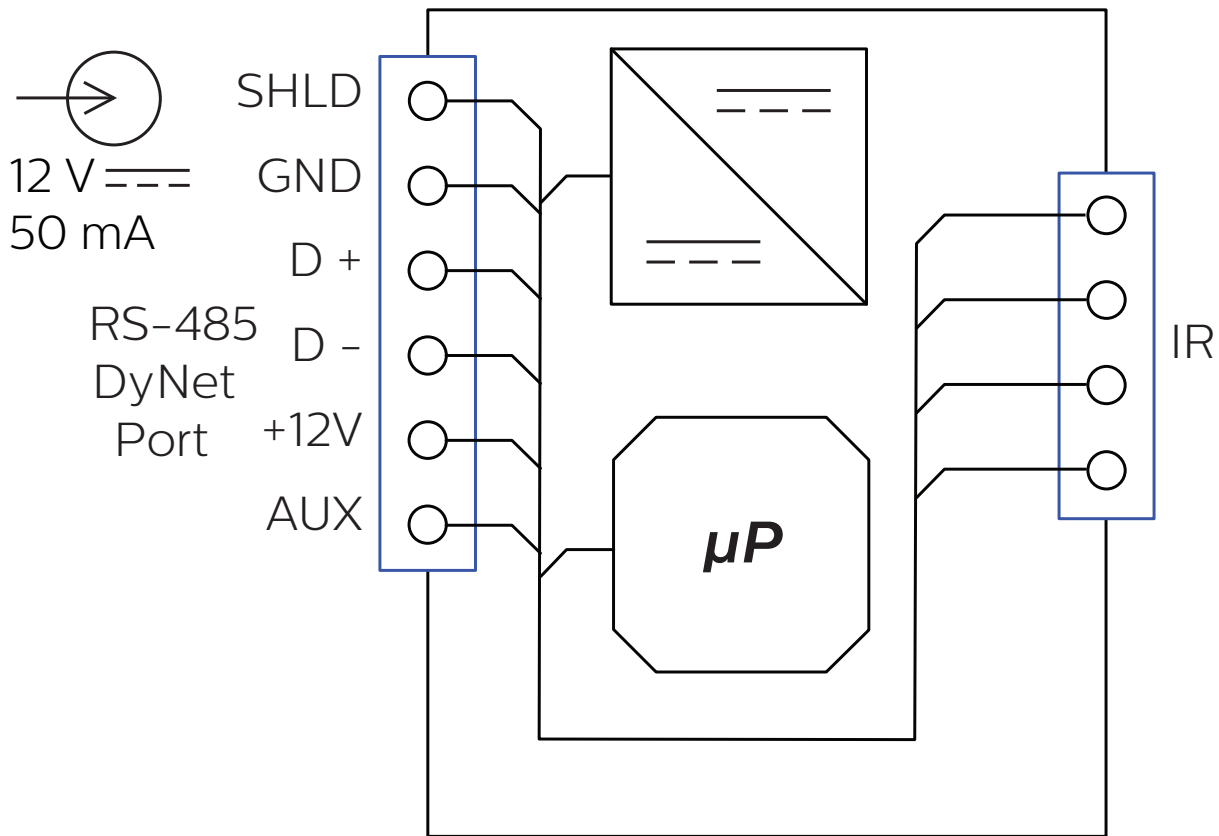 12 V
50 mA
RS-485
DyNet
Port
SHLD
GND
D +
D -
+12V
AUX
µP
IR